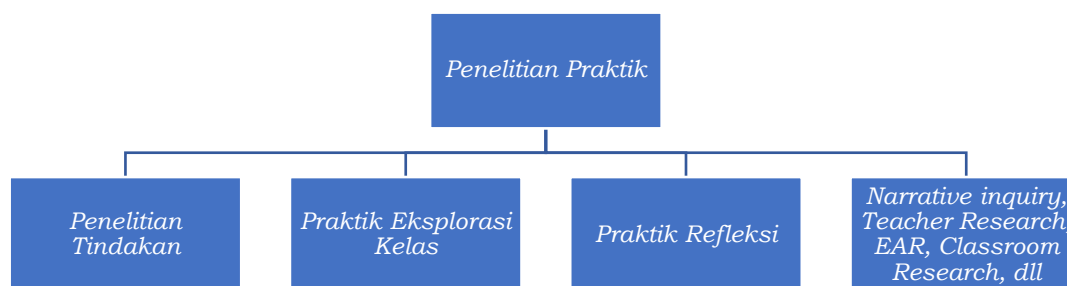 Penelitian Praktik
Penelitian
Tindakan
Praktik Eksplorasi
Kelas
Praktik Refleksi
Narrative inquiry,
Teacher Research,
EAR, Classroom
Research, dll